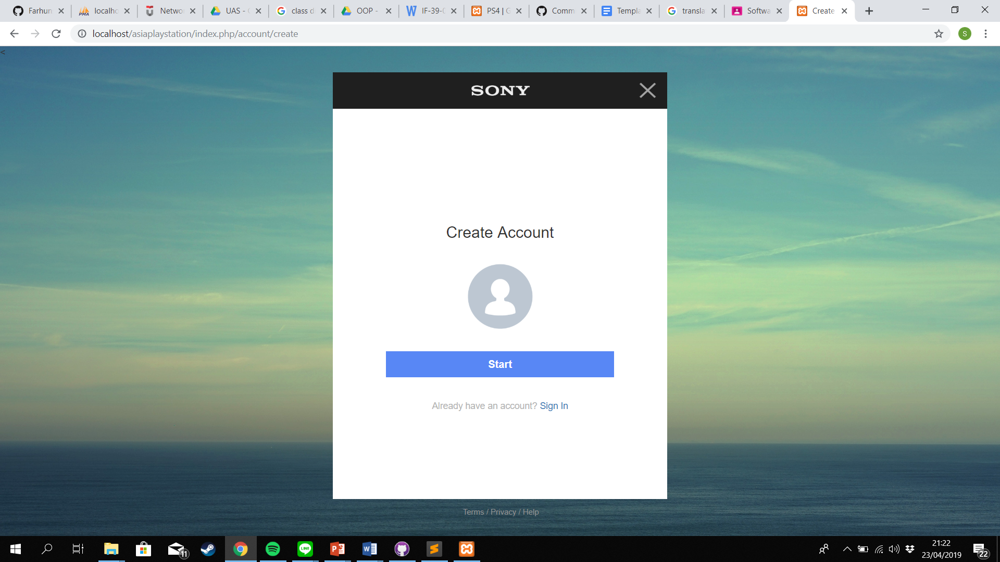 Farhun
localho
Netwo
UAS -
class d
OOP -
IF-39-0
PS4 | G
Comm
Templa
transla
Softwa
Create
localhost/asiaplaystation/index.php/account/create
S
<
SONY
Create Account
Start
Already have an account? Sign In
Terms / Privacy / Help
11
21:22
23/04/2019
22